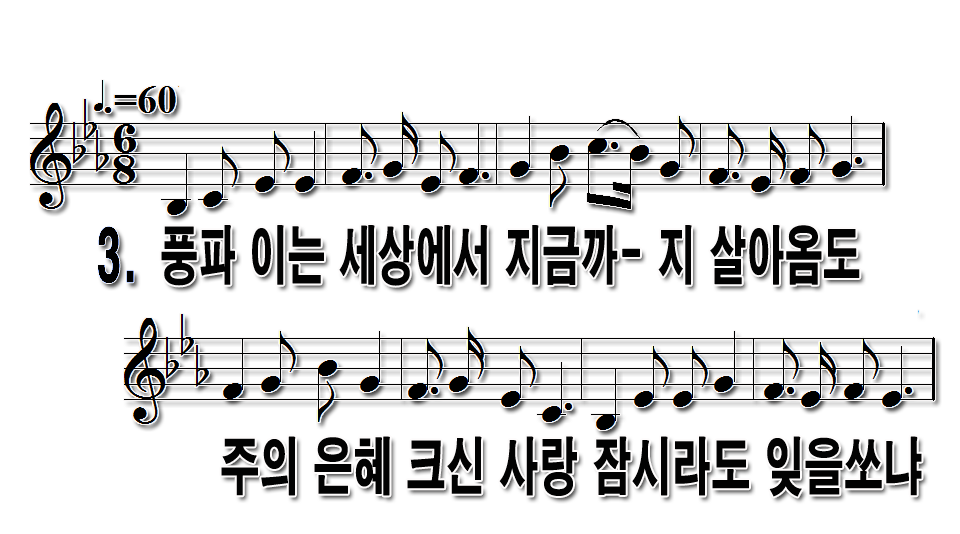 ♩.=60
6
8
3. 풍파 이는 세상에서 지금까- 지 살아옴도
주의 은혜 크신 사랑 잠시라도 잊을쏘냐